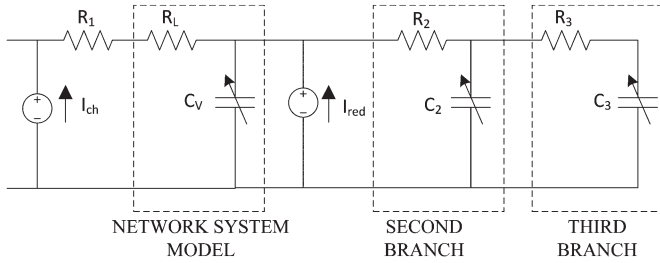 R1
RL
R2
R3
+
−
Ich
CV
+
−
Ired
C2
C3
NETWORK SYSTEM
MODEL
SECOND
BRANCH
THIRD
BRANCH